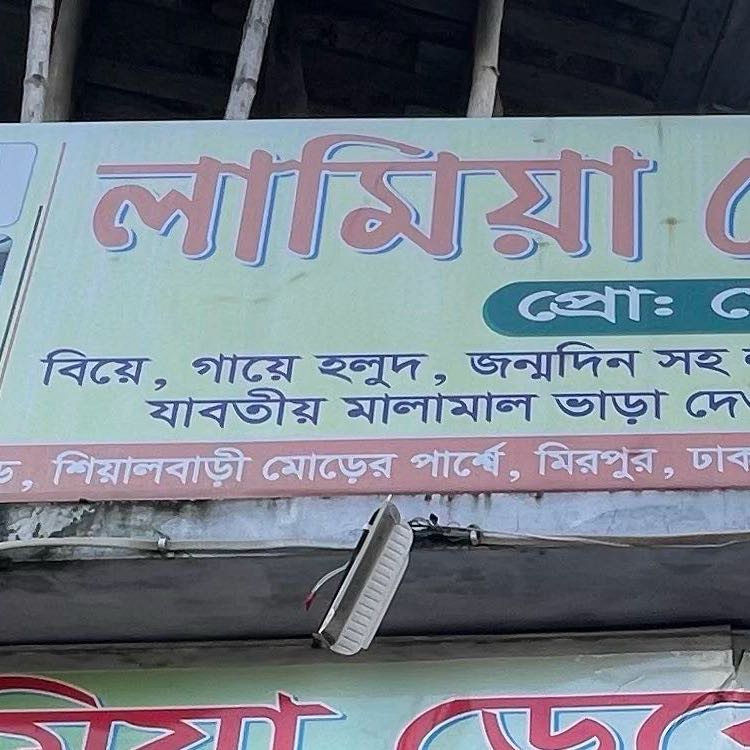 লামিয়া
প্রোঃ
বিয়ে, গায়ে হলুদ, জন্মদিন সহ
যাবতীয় মালামাল ভাড়া
শিয়ালবাড়ী মোড়ের পার্শ্বে, মিরপুর,